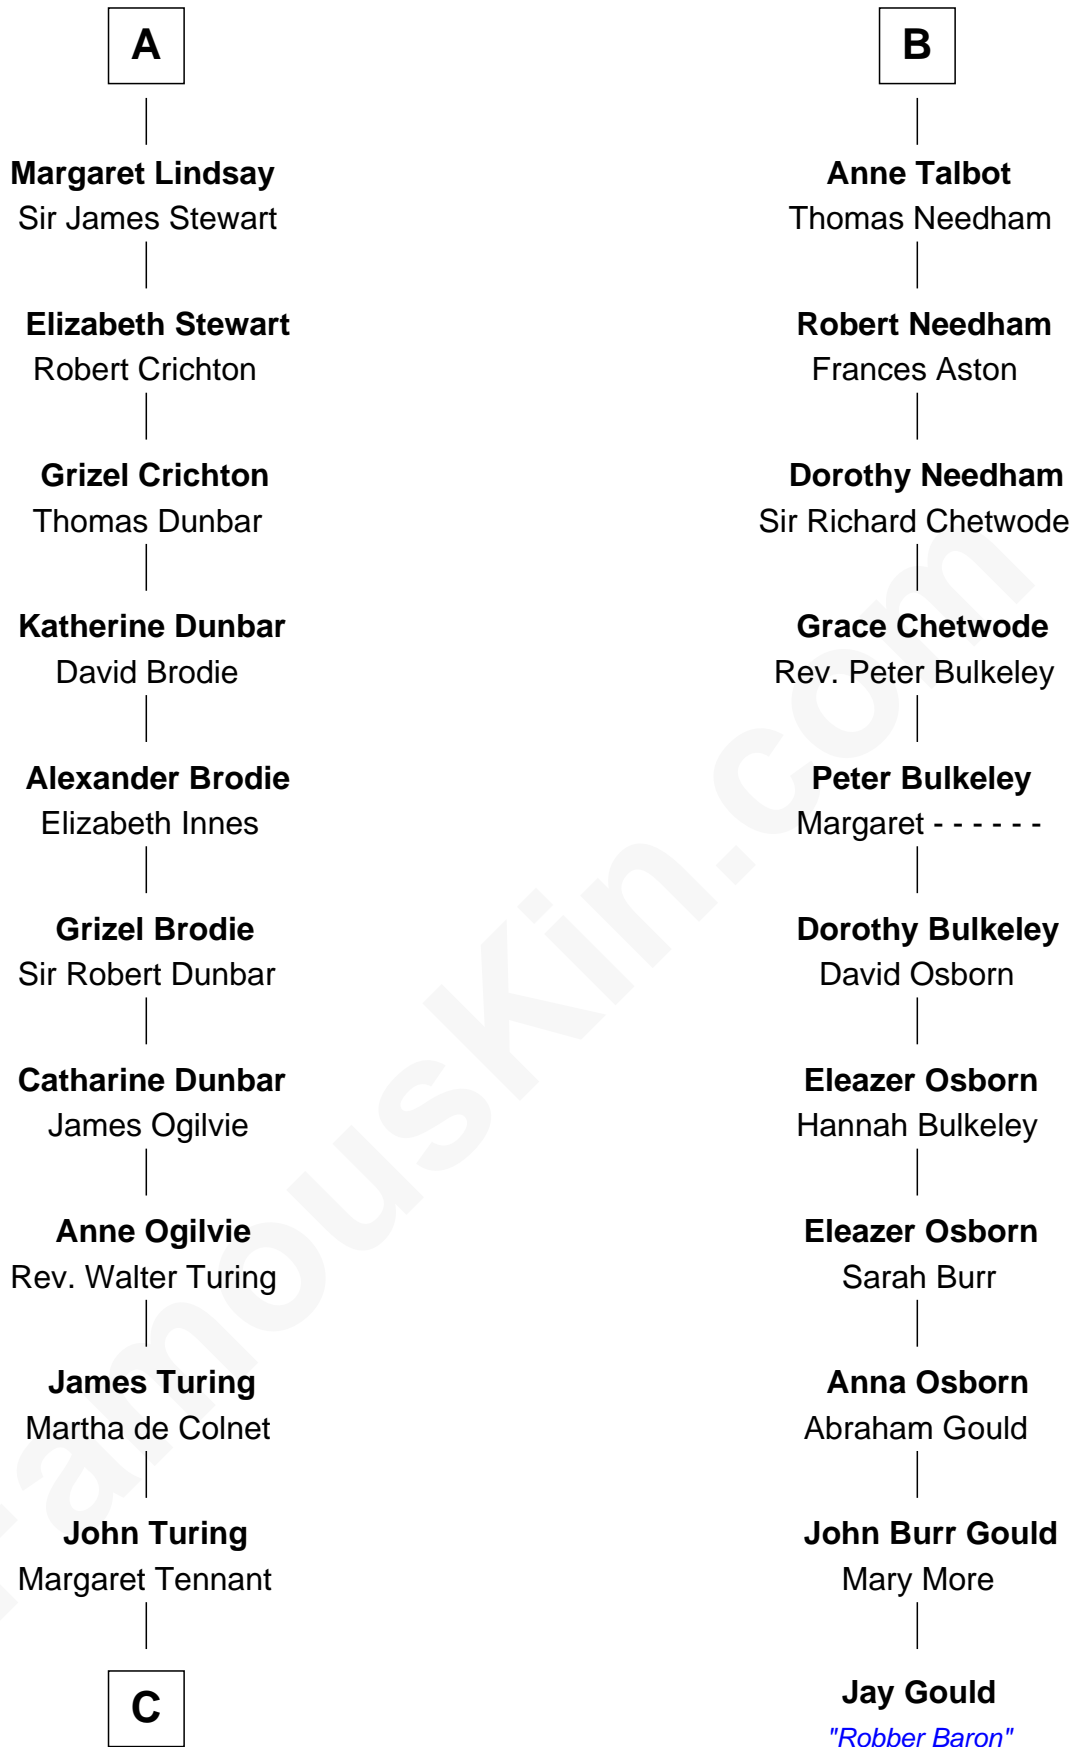 A
Margaret Lindsay
Sir James Stewart
Elizabeth Stewart
Robert Crichton
Grizel Crichton
Thomas Dunbar
Katherine Dunbar
David Brodie
Alexander Brodie
Elizabeth Innes
Grizel Brodie
Sir Robert Dunbar
Catharine Dunbar
James Ogilvie
Anne Ogilvie
Rev. Walter Turing
James Turing
Martha de Colnet
John Turing
Margaret Tennant
C
B
Anne Talbot
Thomas Needham
Robert Needham
Frances Aston
Dorothy Needham
Sir Richard Chetwode
Grace Chetwode
Rev. Peter Bulkeley
Peter Bulkeley
Margaret - - - - - -
Dorothy Bulkeley
David Osborn
Eleazer Osborn
Hannah Bulkeley
Eleazer Osborn
Sarah Burr
Anna Osborn
Abraham Gould
John Burr Gould
Mary More
Jay Gould
"Robber Baron"
FamousKin.com